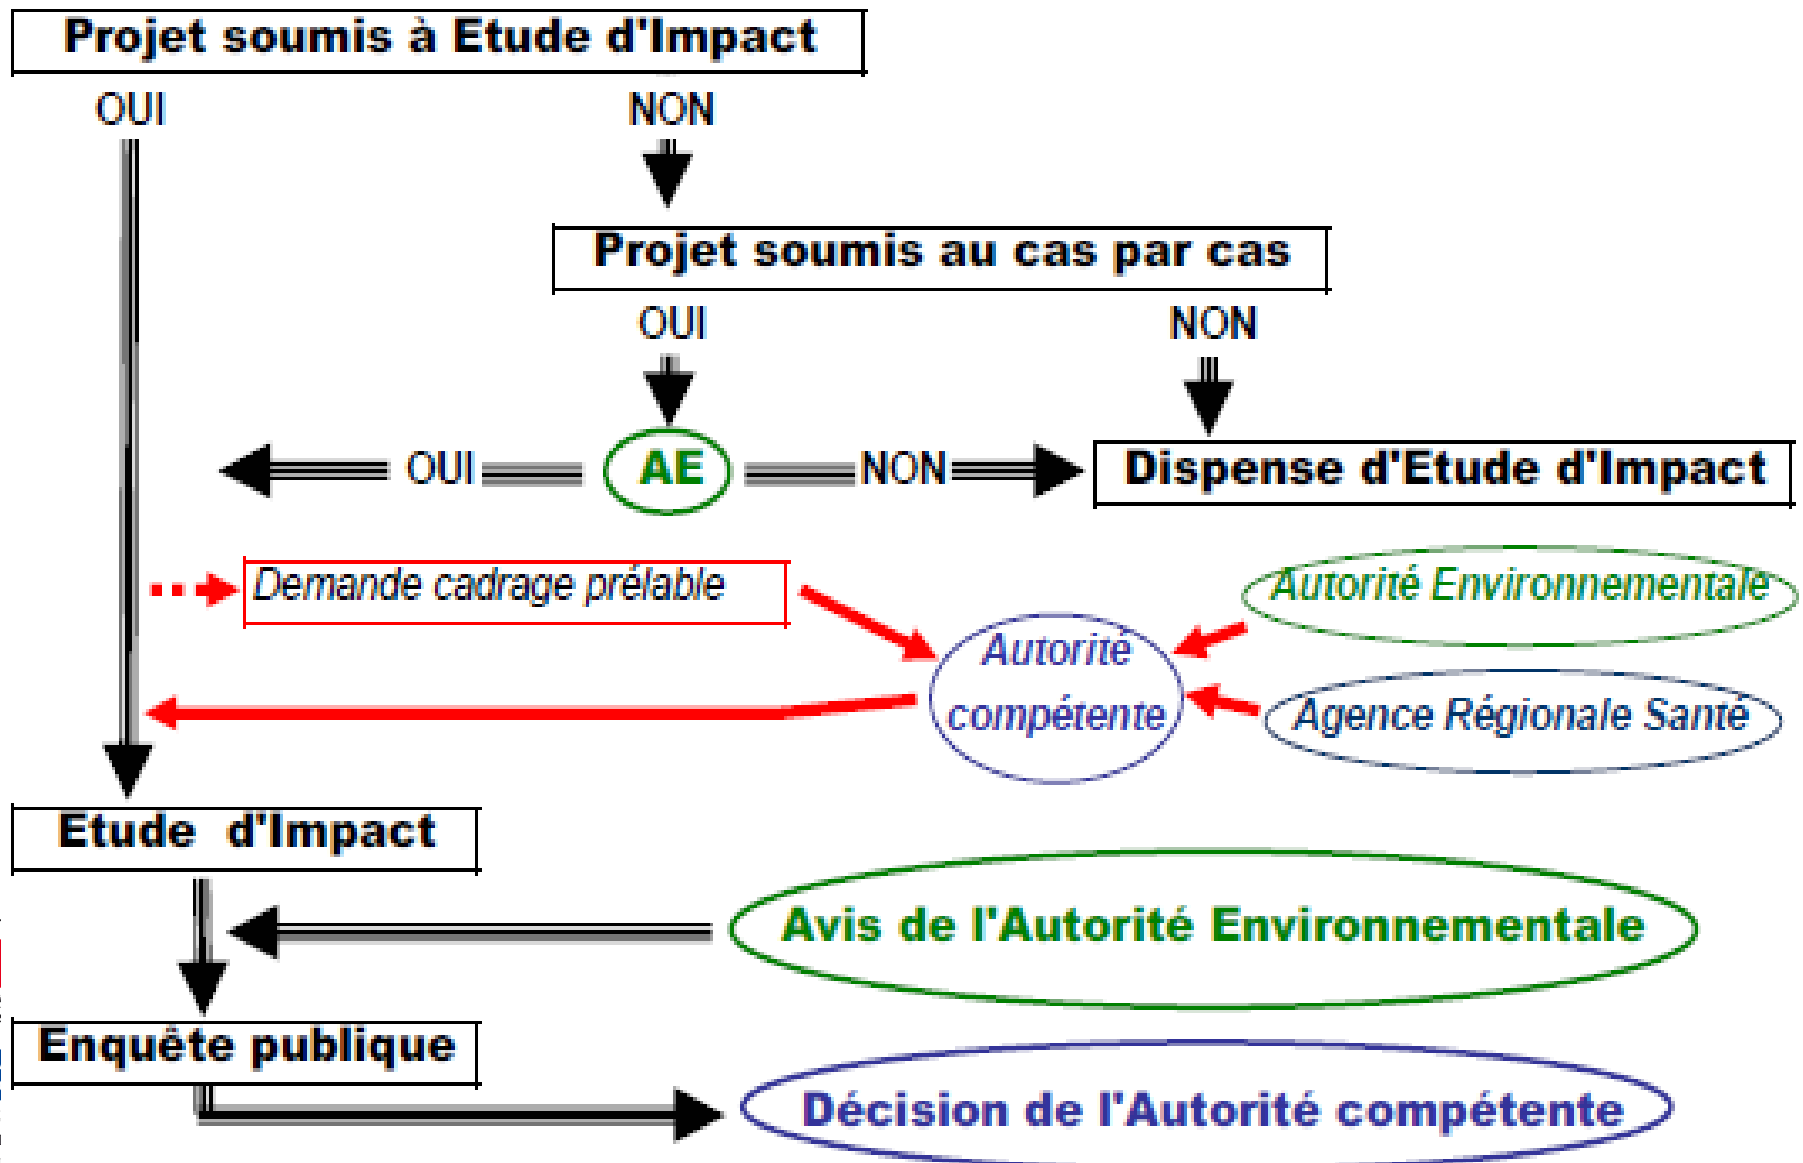 Projet soumis à Etude d'Impact
OUI
NON
Projet soumis au cas par cas
OUI
NON
OUI
AE
NON
Dispense d'Etude d'Impact
Demande cadrage prélable
Autorité Environnementale
Autorité
compétente
Agence Régionale Santé
Etude d'Impact
Avis de l'Autorité Environnementale
Enquête publique
Décision de l'Autorité compétente